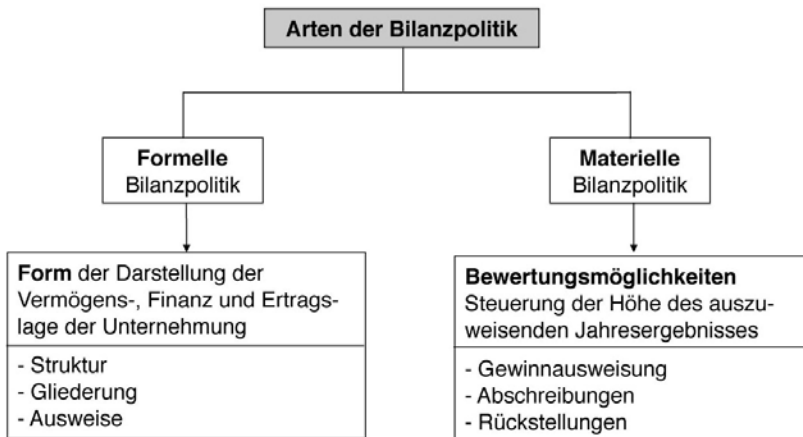 Arten der Bilanzpolitik
Formelle
Bilanzpolitik
Materielle
Bilanzpolitik
Form der Darstellung der
Vermögens-, Finanz und Ertrags-
lage der Unternehmung
- Struktur
- Gliederung
- Ausweise
Bewertungsmöglichkeiten
Steuerung der Höhe des auszu-
weisenden Jahresergebnisses
- Gewinnausweisung
- Abschreibungen
- Rückstellungen